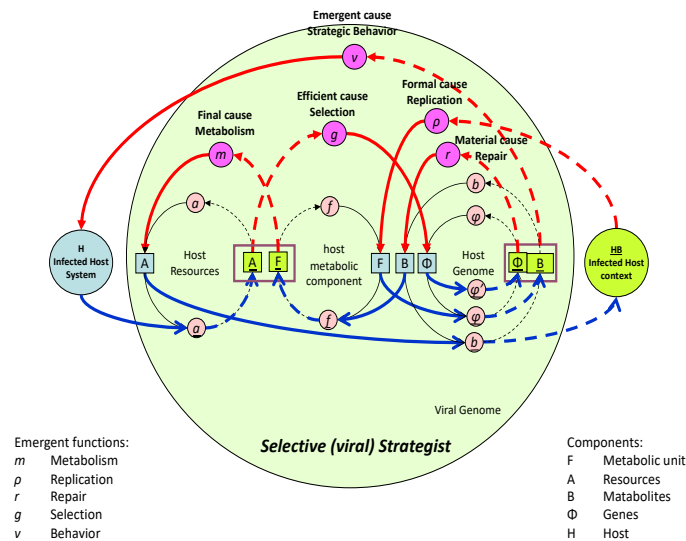 Emergent cause
Strategic Behavior
v
Efficient cause
Selection
g
Formal cause
Replication
ρ
Final cause
Metabolism
m
Material cause
Repair
r
a
f
b
φ
H
Infected Host
System
A
Host
Resources
A
F
host
metabolic
component
F
B
Φ
Host
Genome
Φ
B
HB
Infected Host
context
a
f
φ'
φ
b
Viral Genome
Selective (viral) Strategist
Emergent functions:
m Metabolism
ρ Replication
r Repair
g Selection
v Behavior
Components:
F Metabolic unit
A Resources
B Matabolites
Φ Genes
H Host